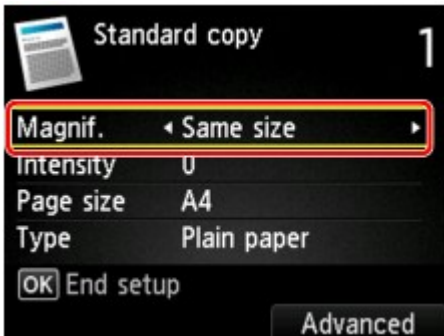 Standard copy 1
Magnif. Same size
Intensity 0
Page size A4
Type Plain paper
OK End setup
Advanced